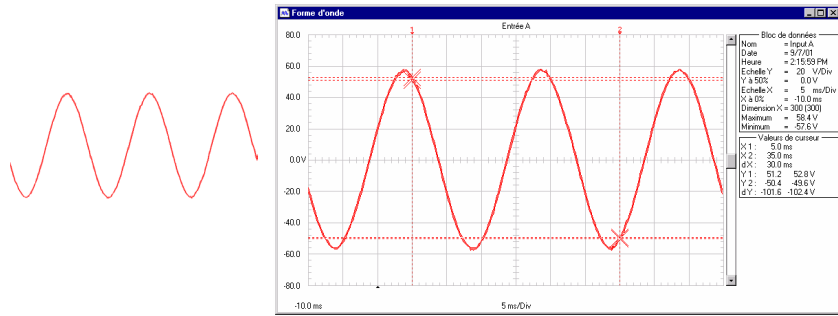 Forme d'onde
Entrée A
1 2
80.0
60.0
40.0
20.0
0.0V
-20.0
-40.0
-60.0
-80.0
-10.0 ms 5 ms/Div
Bloc de données
Nom = Input A
Date = 9/7/01
Heure = 2:15:59 PM
Echelle Y = 20 V/Div
Y à 50% = 0.0 V
Echelle X = 5 ms/Div
X à 0% = -10.0 ms
Dimension X = 300 (300)
Maximum = 58.4 V
Minimum = -57.6 V
Valeurs de curseur
X 1 : 5.0 ms
X 2 : 35.0 ms
dX : 30.0 ms
Y 1 : 51.2 52.8 V
Y 2 : -50.4 -49.6 V
dY : -101.6 -102.4 V